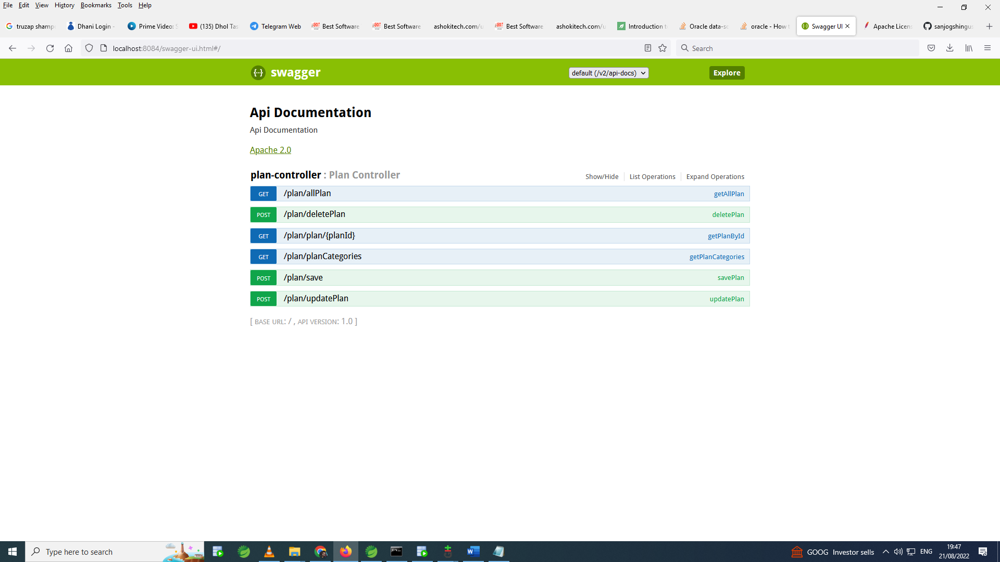 File Edit View History Bookmarks Tools Help
truzap shamp Dhani Login - Prime Video: S (135) Dhol Tas Telegram Web Best Software Best Software ashokitech.com/u Best Software ashokitech.com/u Introduction t Oracle data-so oracle - How t Swagger UI Apache Licens sanjogshingus
localhost:8084/swagger-ui.html#/ Search
swagger default (/v2/api-docs) Explore
Api Documentation
Api Documentation
Apache 2.0
plan-controller : Plan Controller Show/Hide List Operations Expand Operations
GET /plan/allPlan getAllPlan
POST /plan/deletePlan deletePlan
GET /plan/plan/{planId} getPlanById
GET /plan/planCategories getPlanCategories
POST /plan/save savePlan
POST /plan/updatePlan updatePlan
[ BASE URL: / , API VERSION: 1.0 ]
Type here to search GOOG Investor sells ENG 19:47
21/08/2022